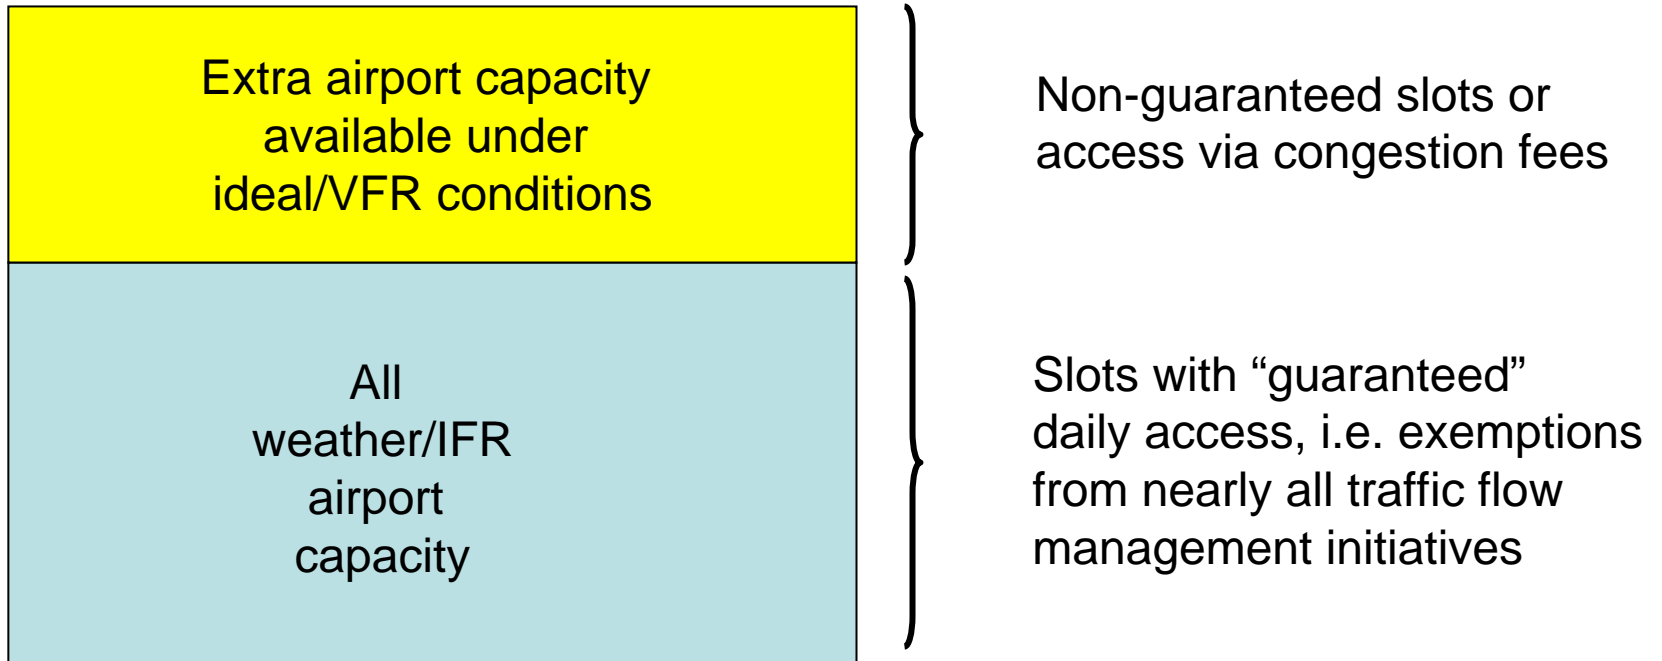 Extra airport capacity
available under
ideal/VFR conditions
Non-guaranteed slots or
access via congestion fees
All
weather/IFR
airport
capacity
Slots with “guaranteed”
daily access, i.e. exemptions
from nearly all traffic flow
management initiatives